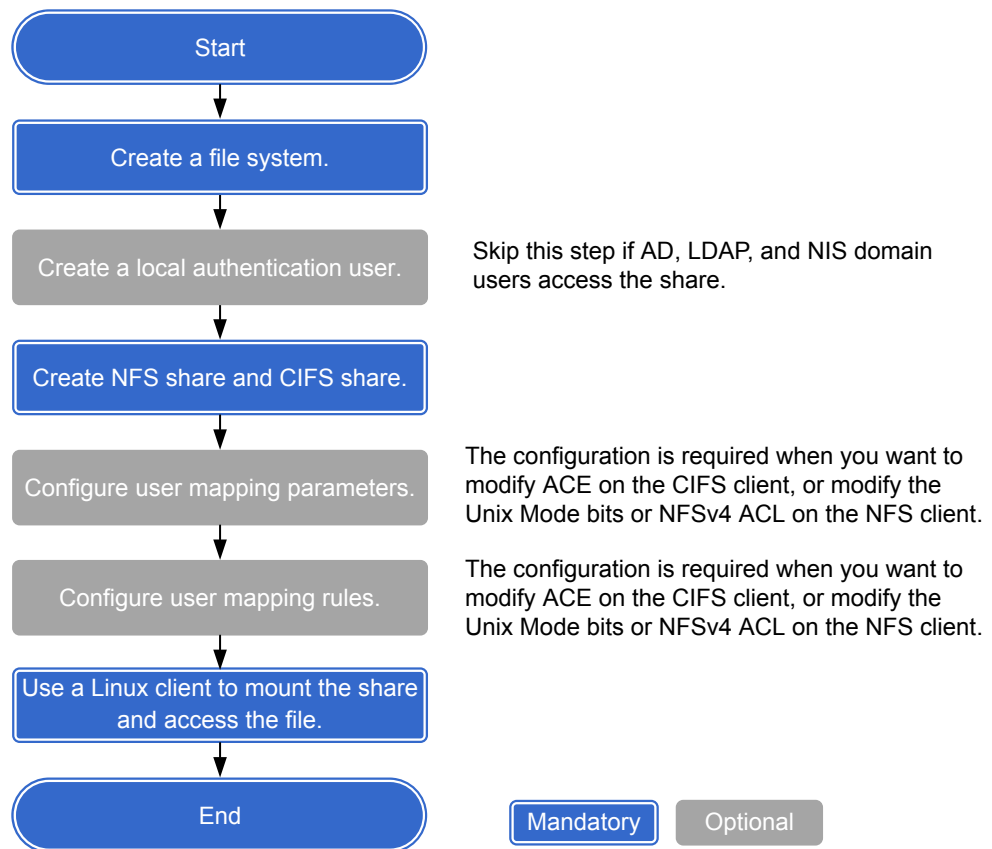 Start
Create a file system.
Create a local authentication user.
Skip this step if AD, LDAP, and NIS domain
users access the share.
Create NFS share and CIFS share.
Configure user mapping parameters.
The configuration is required when you want to
modify ACE on the CIFS client, or modify the
Unix Mode bits or NFSv4 ACL on the NFS client.
Configure user mapping rules.
The configuration is required when you want to
modify ACE on the CIFS client, or modify the
Unix Mode bits or NFSv4 ACL on the NFS client.
Use a Linux client to mount the share
and access the file.
End
Mandatory
Optional